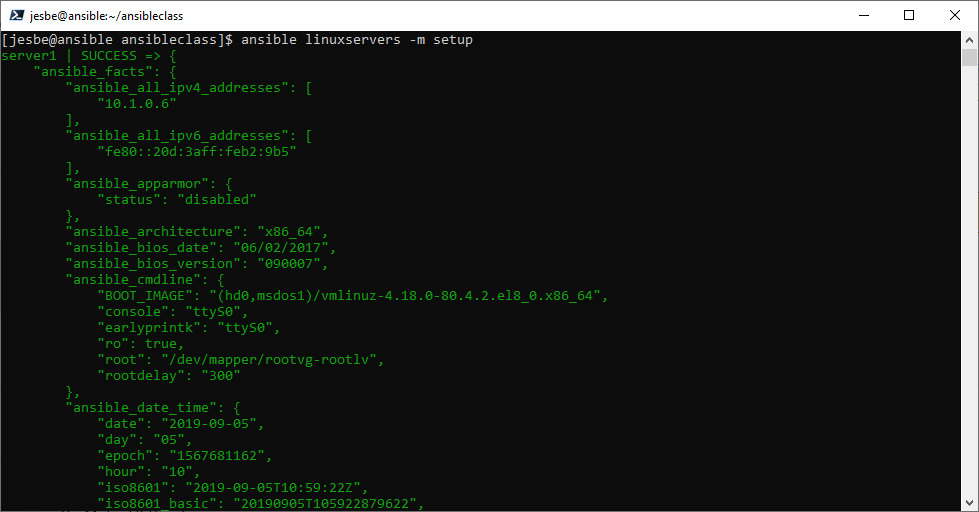 jesbe@ansible:~/ansibleclass
[jesbe@ansible ansibleclass]$ ansible linuxservers -m setup
server1 | SUCCESS => {
    "ansible_facts": {
        "ansible_all_ipv4_addresses": [
            "10.1.0.6"
        ],
        "ansible_all_ipv6_addresses": [
            "fe80::20d:3aff:feb2:9b5"
        ],
        "ansible_apparmor": {
            "status": "disabled"
        },
        "ansible_architecture": "x86_64",
        "ansible_bios_date": "06/02/2017",
        "ansible_bios_version": "090007",
        "ansible_cmdline": {
            "BOOT_IMAGE": "(hd0,msdos1)/vmlinuz-4.18.0-80.4.2.el8_0.x86_64",
            "console": "ttyS0",
            "earlyprintk": "ttyS0",
            "ro": true,
            "root": "/dev/mapper/rootvg-rootlv",
            "rootdelay": "300"
        },
        "ansible_date_time": {
            "date": "2019-09-05",
            "day": "05",
            "epoch": "1567681162",
            "hour": "10",
            "iso8601": "2019-09-05T10:59:22Z",
            "iso8601_basic": "20190905T105922879622",